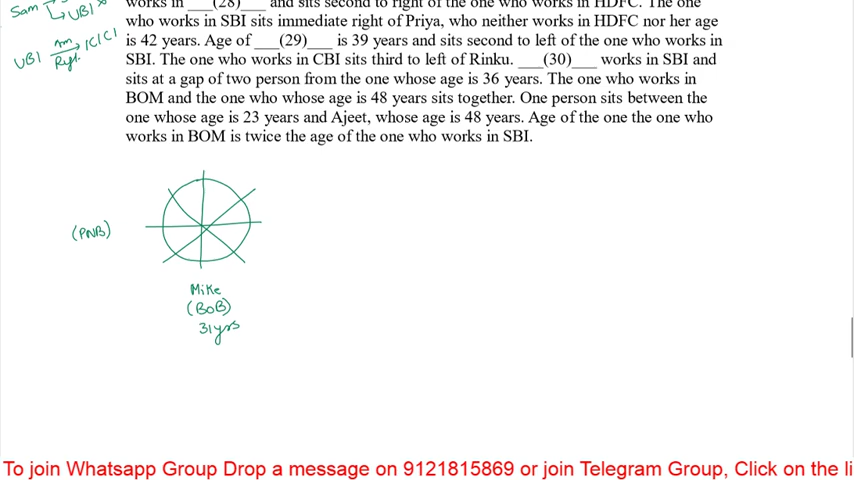 works in ___(28)___ and sits second to right of the one who works in HDFC. The one
who works in SBI sits immediate right of Priya, who neither works in HDFC nor her age
is 42 years. Age of ___(29)___ is 39 years and sits second to left of the one who works in
SBI. The one who works in CBI sits third to left of Rinku. ___(30)___ works in SBI and
sits at a gap of two person from the one whose age is 36 years. The one who works in
BOM and the one who whose age is 48 years sits together. One person sits between the
one whose age is 23 years and Ajeet, whose age is 48 years. Age of the one the one who
works in BOM is twice the age of the one who works in SBI.
Sam
UBI
UBI ICICI
(PNB)
Mike
(BOB)
31yrs
To join Whatsapp Group Drop a message on 9121815869 or join Telegram Group, Click on the li